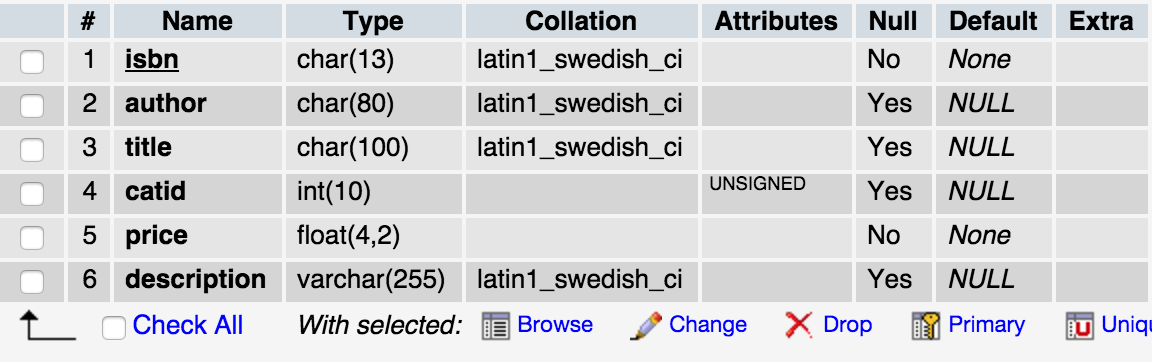 # Name Type Collation Attributes Null Default Extra
1 isbn char(13) latin1_swedish_ci No None
2 author char(80) latin1_swedish_ci Yes NULL
3 title char(100) latin1_swedish_ci Yes NULL
4 catid int(10) UNSIGNED Yes NULL
5 price float(4,2) No None
6 description varchar(255) latin1_swedish_ci Yes NULL
Check All With selected: Browse Change Drop Primary Uniqu